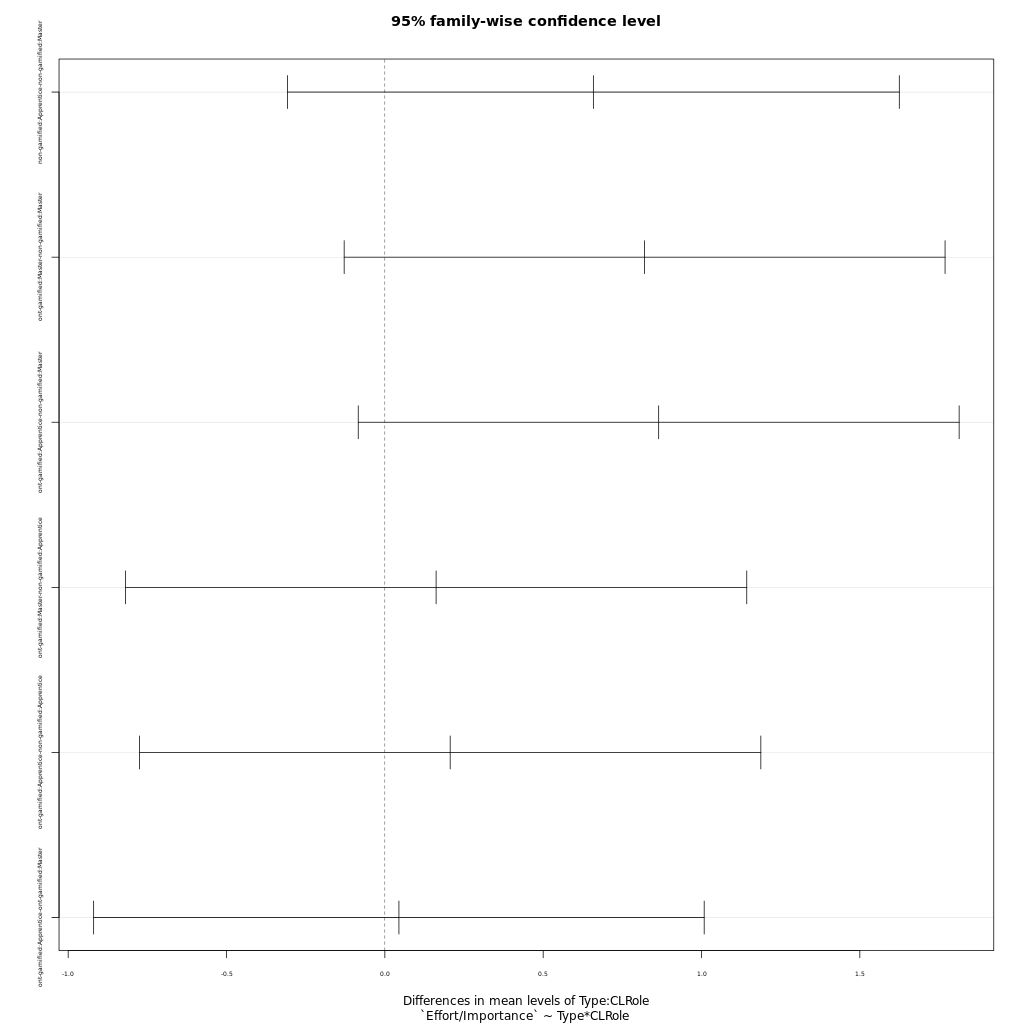 95% family-wise confidence level
non-gamified:Apprentice-non-gamified:Master
ont-gamified:Master-non-gamified:Master
ont-gamified:Apprentice-non-gamified:Master
ont-gamified:Master-non-gamified:Apprentice
ont-gamified:Apprentice-non-gamified:Apprentice
ont-gamified:Apprentice-ont-gamified:Master
-1.0 -0.5 0.0 0.5 1.0 1.5
Differences in mean levels of Type:CLRole
`Effort/Importance` ~ Type*CLRole